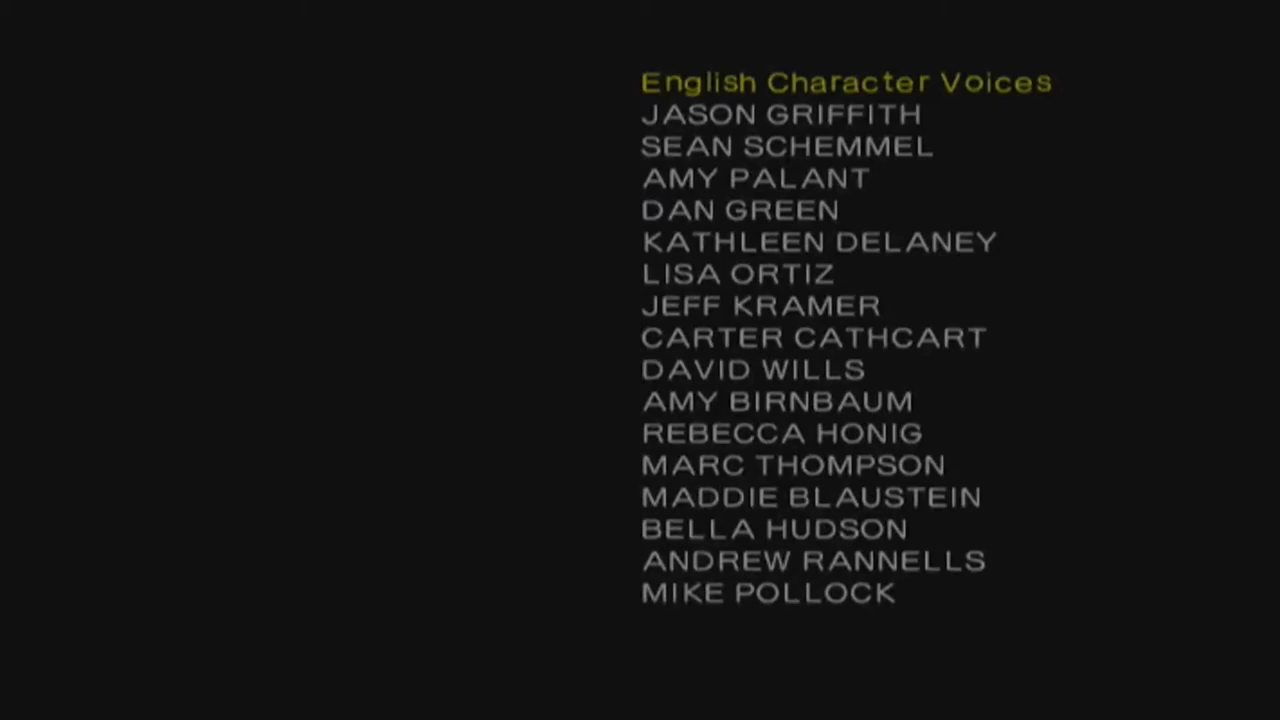 English Character Voices
JASON GRIFFITH
SEAN SCHEMMEL
AMY PALANT
DAN GREEN
KATHLEEN DELANEY
LISA ORTIZ
JEFF KRAMER
CARTER CATHCART
DAVID WILLS
AMY BIRNBAUM
REBECCA HONIG
MARC THOMPSON
MADDIE BLAUSTEIN
BELLA HUDSON
ANDREW RANNELLS
MIKE POLLOCK